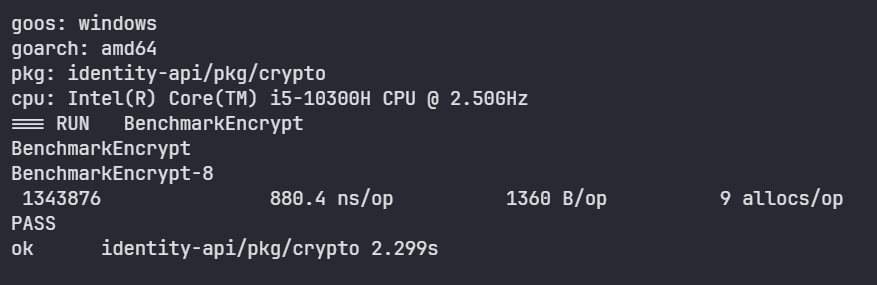 goos: windows
goarch: amd64
pkg: identity-api/pkg/crypto
cpu: Intel(R) Core(TM) i5-10300H CPU @ 2.50GHz
=== RUN   BenchmarkEncrypt
BenchmarkEncrypt
BenchmarkEncrypt-8
 1343876               880.4 ns/op          1360 B/op          9 allocs/op
PASS
ok      identity-api/pkg/crypto 2.299s